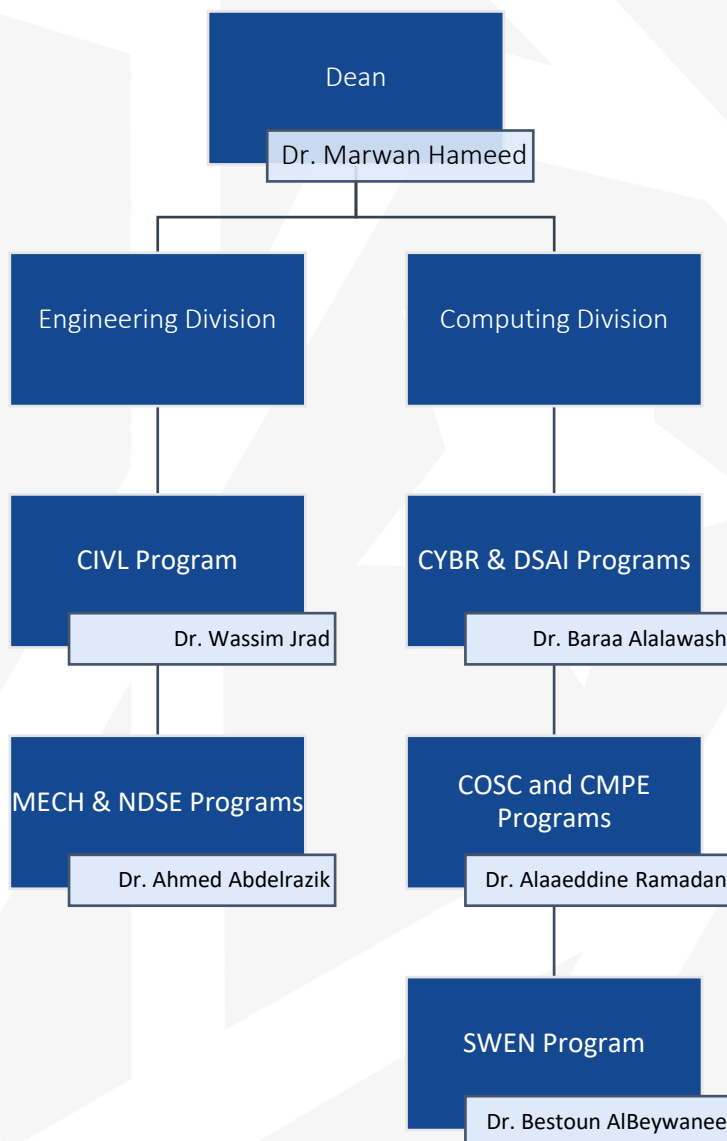 Dean
Dr. Marwan Hameed
Engineering Division
Computing Division
CIVL Program
Dr. Wassim Jrad
CYBR & DSAI Programs
Dr. Baraa Alalawash
MECH & NDSE Programs
Dr. Ahmed Abdelrazik
COSC and CMPE
Programs
Dr. Alaaeddine Ramadan
SWEN Program
Dr. Bestoun AlBeywanee